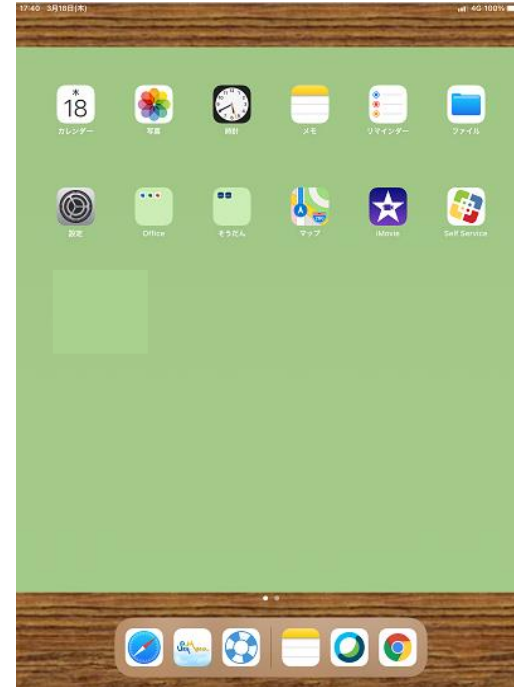 17:40 3月18日(木)
4G 100%
木
18
カレンダー
写真
時計
メモ
リマインダー
ファイル
設定
Office
そうだん
マップ
iMovie
Self Service